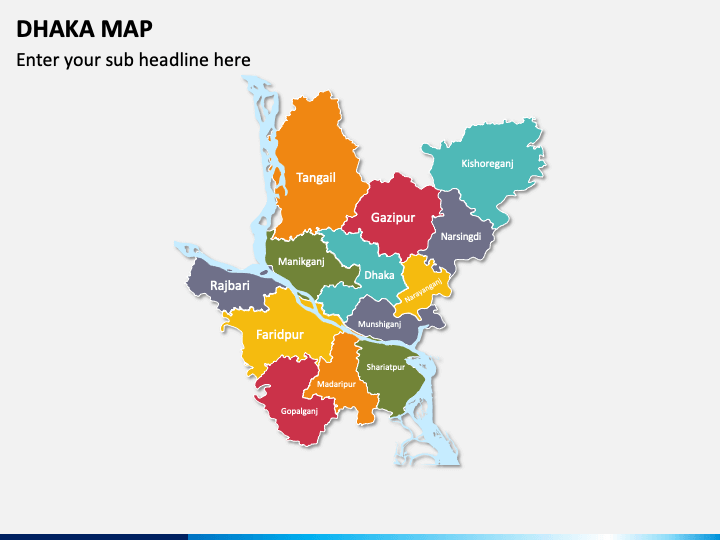 DHAKA MAP
Enter your sub headline here
Kishoreganj
Tangail
Gazipur
Narsingdi
Manikganj
Dhaka
Rajbari
Narayanganj
Munshiganj
Faridpur
Shariatpur
Madaripur
Gopalganj